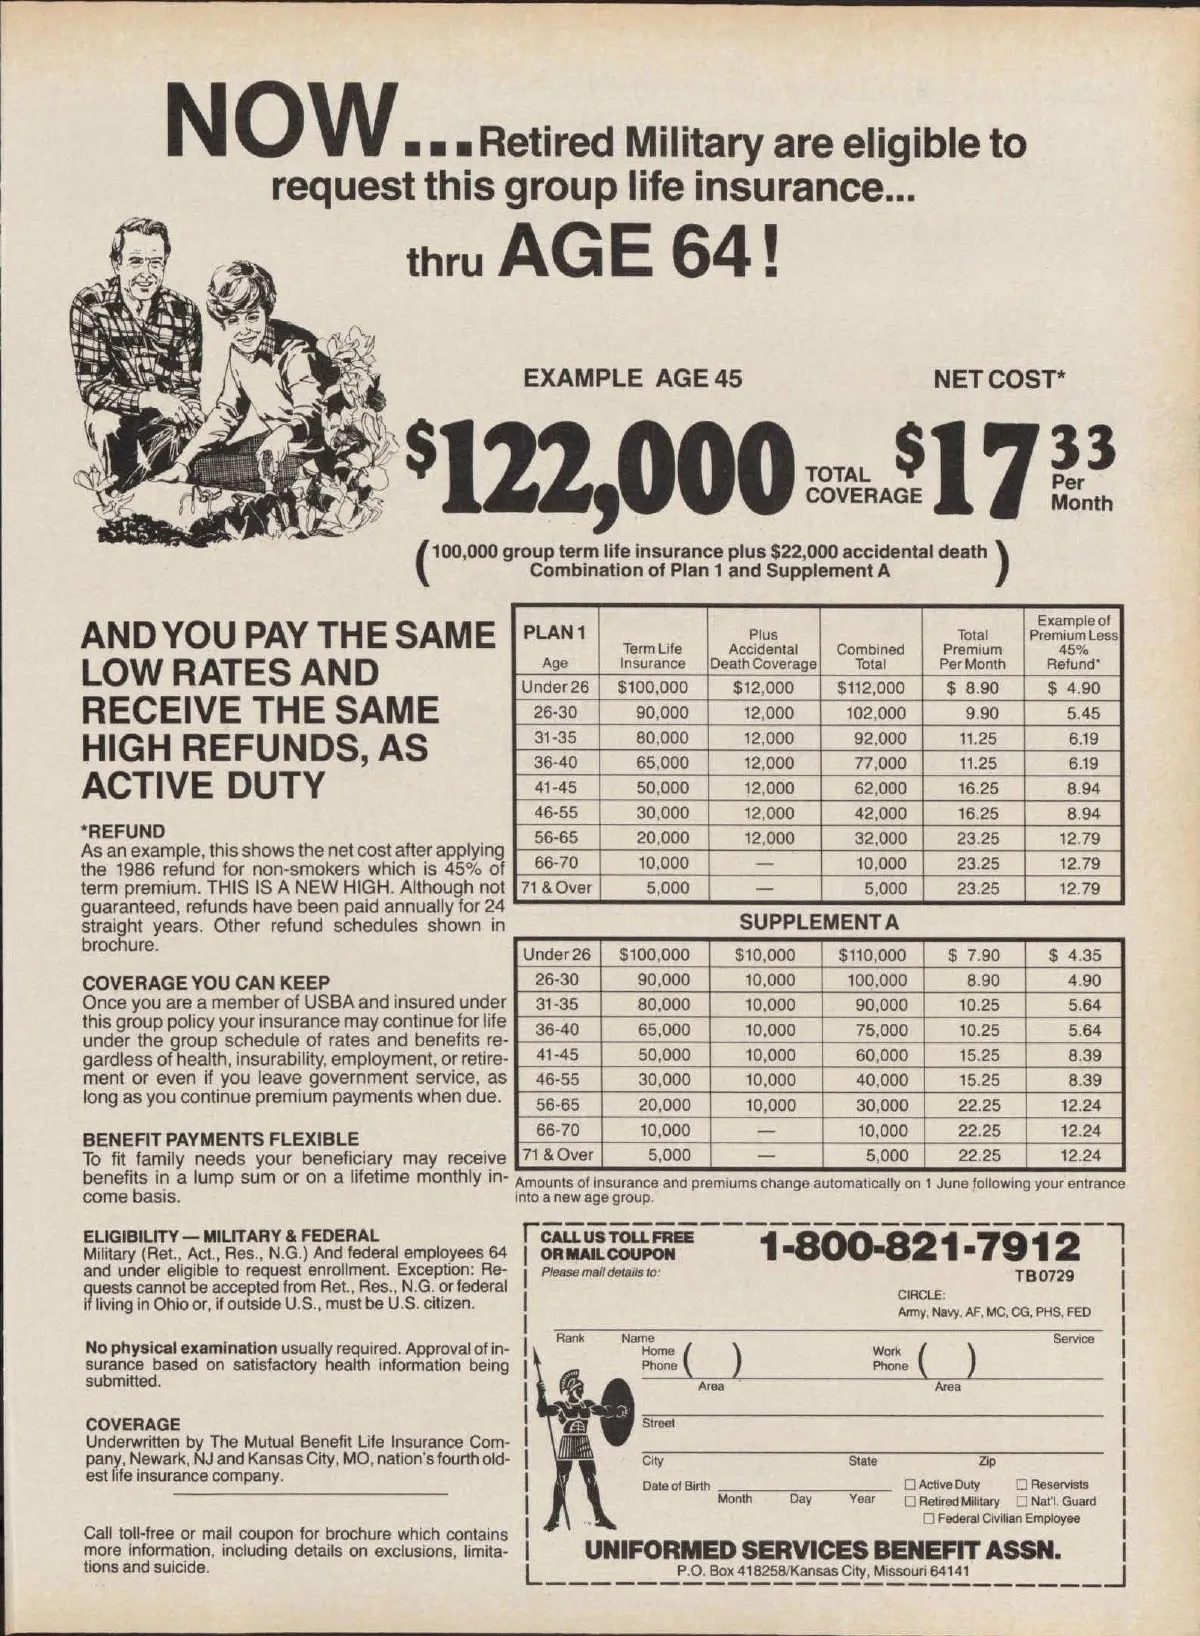 NOW...Retired Military are eligible to
request this group life insurance...
thru AGE 64!
EXAMPLE AGE 45 NET COST*
$122,000 TOTAL COVERAGE $17 33 Per Month
(100,000 group term life insurance plus $22,000 accidental death
Combination of Plan 1 and Supplement A)
AND YOU PAY THE SAME
LOW RATES AND
RECEIVE THE SAME
HIGH REFUNDS, AS
ACTIVE DUTY
*REFUND
As an example, this shows the net cost after applying
the 1986 refund for non-smokers which is 45% of
term premium. THIS IS A NEW HIGH. Although not
guaranteed, refunds have been paid annually for 24
straight years. Other refund schedules shown in
brochure.
COVERAGE YOU CAN KEEP
Once you are a member of USBA and insured under
this group policy your insurance may continue for life
under the group schedule of rates and benefits re-
gardless of health, insurability, employment, or retire-
ment or even if you leave government service, as
long as you continue premium payments when due.
BENEFIT PAYMENTS FLEXIBLE
To fit family needs your beneficiary may receive
benefits in a lump sum or on a lifetime monthly in-
come basis.
ELIGIBILITY — MILITARY & FEDERAL
Military (Ret., Act., Res., N.G.) And federal employees 64
and under eligible to request enrollment. Exception: Re-
quests cannot be accepted from Ret., Res., N.G. or federal
if living in Ohio or, if outside U.S., must be U.S. citizen.
No physical examination usually required. Approval of in-
surance based on satisfactory health information being
submitted.
COVERAGE
Underwritten by The Mutual Benefit Life Insurance Com-
pany, Newark, NJ and Kansas City, MO, nation's fourth old-
est life insurance company.
Call toll-free or mail coupon for brochure which contains
more information, including details on exclusions, limita-
tions and suicide.
PLAN 1
Age Term Life Insurance Plus Accidental Death Coverage Combined Total Total Premium Per Month Example of Premium Less 45% Refund*
Under 26 $100,000 $12,000 $112,000 $ 8.90 $ 4.90
26-30 90,000 12,000 102,000 9.90 5.45
31-35 80,000 12,000 92,000 11.25 6.19
36-40 65,000 12,000 77,000 11.25 6.19
41-45 50,000 12,000 62,000 16.25 8.94
46-55 30,000 12,000 42,000 16.25 8.94
56-65 20,000 12,000 32,000 23.25 12.79
66-70 10,000 — 10,000 23.25 12.79
71 & Over 5,000 — 5,000 23.25 12.79
SUPPLEMENT A
Under 26 $100,000 $10,000 $110,000 $ 7.90 $ 4.35
26-30 90,000 10,000 100,000 8.90 4.90
31-35 80,000 10,000 90,000 10.25 5.64
36-40 65,000 10,000 75,000 10.25 5.64
41-45 50,000 10,000 60,000 15.25 8.39
46-55 30,000 10,000 40,000 15.25 8.39
56-65 20,000 10,000 30,000 22.25 12.24
66-70 10,000 — 10,000 22.25 12.24
71 & Over 5,000 — 5,000 22.25 12.24
Amounts of insurance and premiums change automatically on 1 June following your entrance
into a new age group.
CALL US TOLL FREE
OR MAIL COUPON
1-800-821-7912
Please mail details to:
TB0729
CIRCLE:
Army, Navy, AF, MC, CG, PHS, FED
Rank Name Service
Home Phone ( ) Work Phone ( )
Area Area
Street
City State Zip
Date of Birth
Month Day Year
☐ Active Duty ☐ Reservists
☐ Retired Military ☐ Nat'l. Guard
☐ Federal Civilian Employee
UNIFORMED SERVICES BENEFIT ASSN.
P.O. Box 418258/Kansas City, Missouri 64141